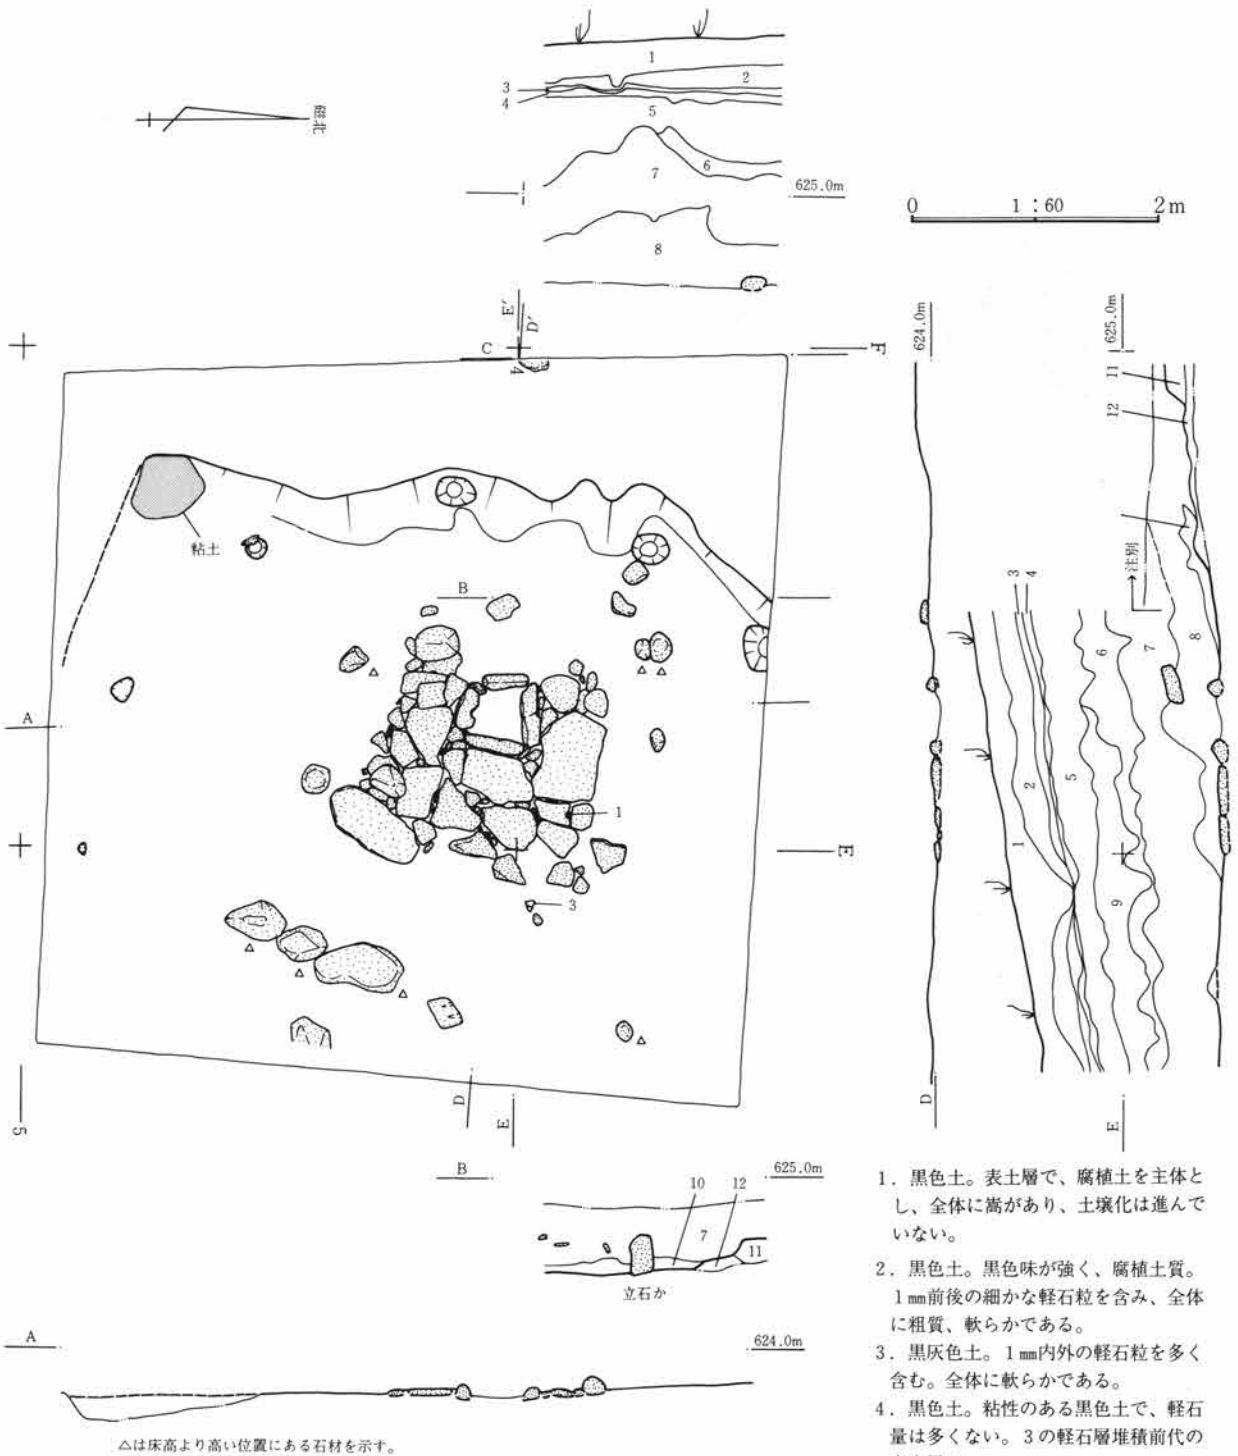 1
2
3
4
5
6
7
625.0m
8
磁北
0 1:60 2m
E′
D′
C
F
4
624.0m
625.0m
11
12
粘土
B
→注別
3
4
6
7
8
A
1
2
5
1
9
E
3
5
D
E
D
E
B
625.0m
10
12
7
11
立石か
A
624.0m
△は床高より高い位置にある石材を示す。
1．黒色土。表土層で、腐植土を主体と
し、全体に嵩があり、土壌化は進んで
いない。
2．黒色土。黒色味が強く、腐植土質。
1㎜前後の細かな軽石粒を含み、全体
に粗質、軟らかである。
3．黒灰色土。1㎜内外の軽石粒を多く
含む。全体に軟らかである。
4．黒色土。粘性のある黒色土で、軽石
量は多くない。3の軽石層堆積前代の